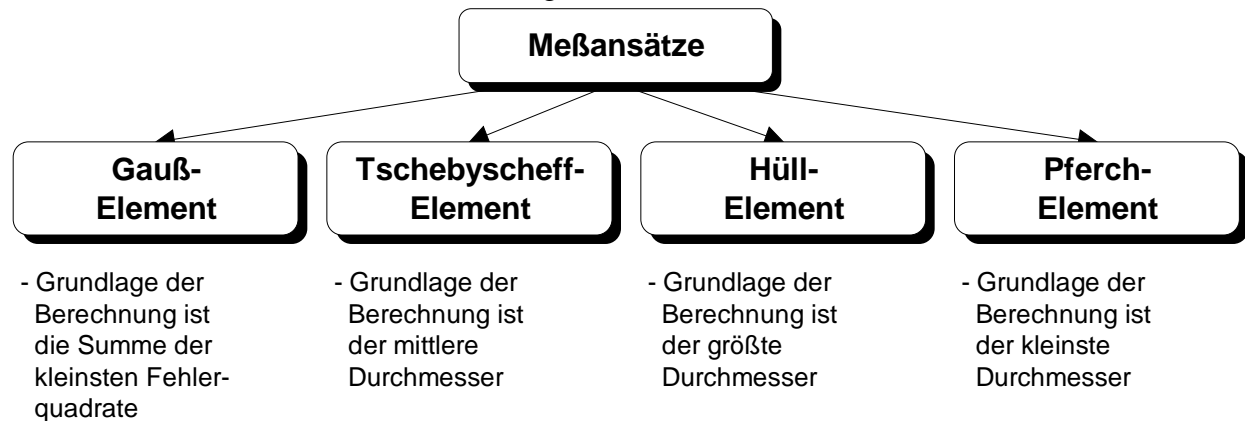 Meßansätze
Gauß-
Element
Tschebyscheff-
Element
Hüll-
Element
Pferch-
Element
- Grundlage der
Berechnung ist
die Summe der
kleinsten Fehler-
quadrate
- Grundlage der
Berechnung ist
der mittlere
Durchmesser
- Grundlage der
Berechnung ist
der größte
Durchmesser
- Grundlage der
Berechnung ist
der kleinste
Durchmesser